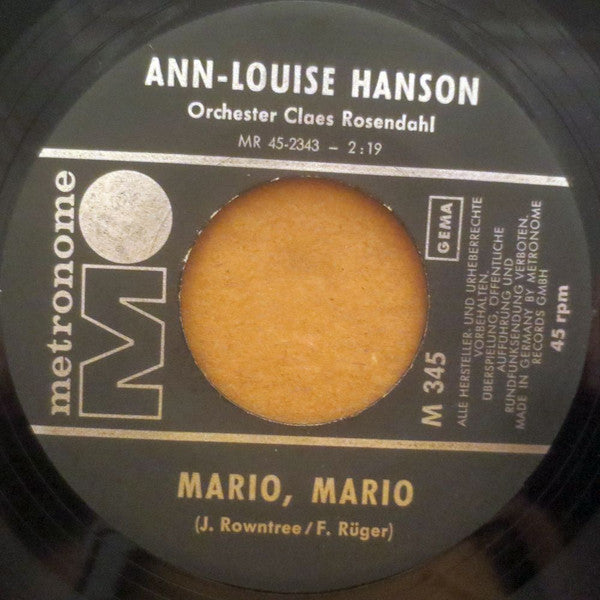 ANN-LOUISE HANSON
Orchester Claes Rosendahl
MR 45-2343 – 2:19
metronome
M
GEMA
M 345
ALLE HERSTELLER- UND URHEBERRECHTE
VORBEHALTEN.
ÜBERSPIELUNG, ÖFFENTLICHE
AUFFÜHRUNG UND
RUNDFUNKSENDUNG VERBOTEN.
MADE IN GERMANY BY METRONOME
RECORDS GMBH
45 rpm
MARIO, MARIO
(J. Rowntree/F. Rüger)